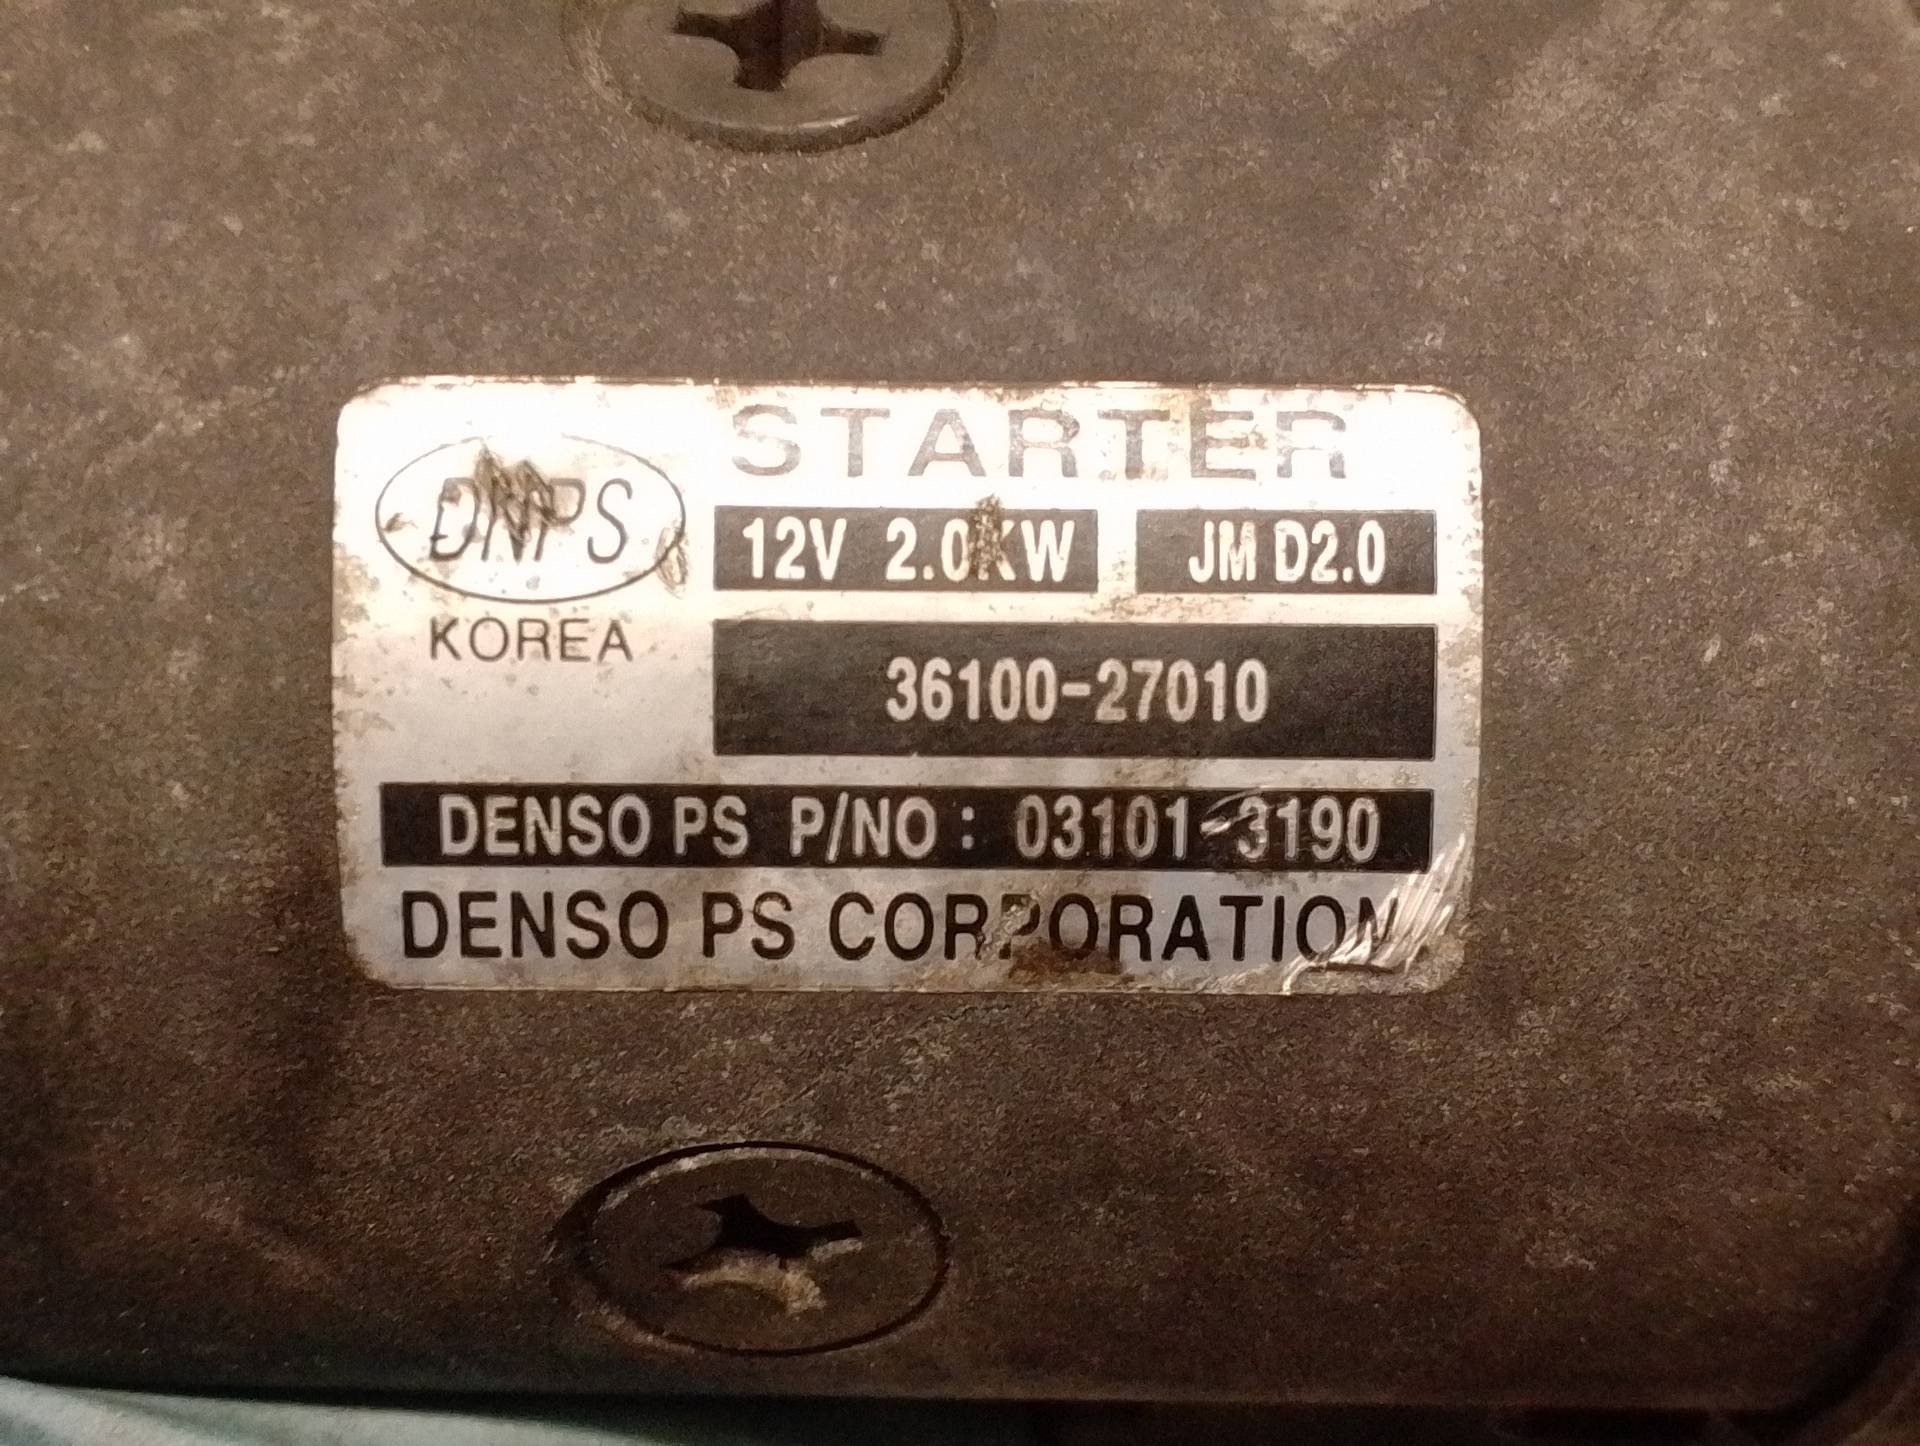 STARTER
DNPS
12V 2.0KW JM D2.0
KOREA
36100-27010
DENSO PS P/NO : 03101-3190
DENSO PS CORPORATION